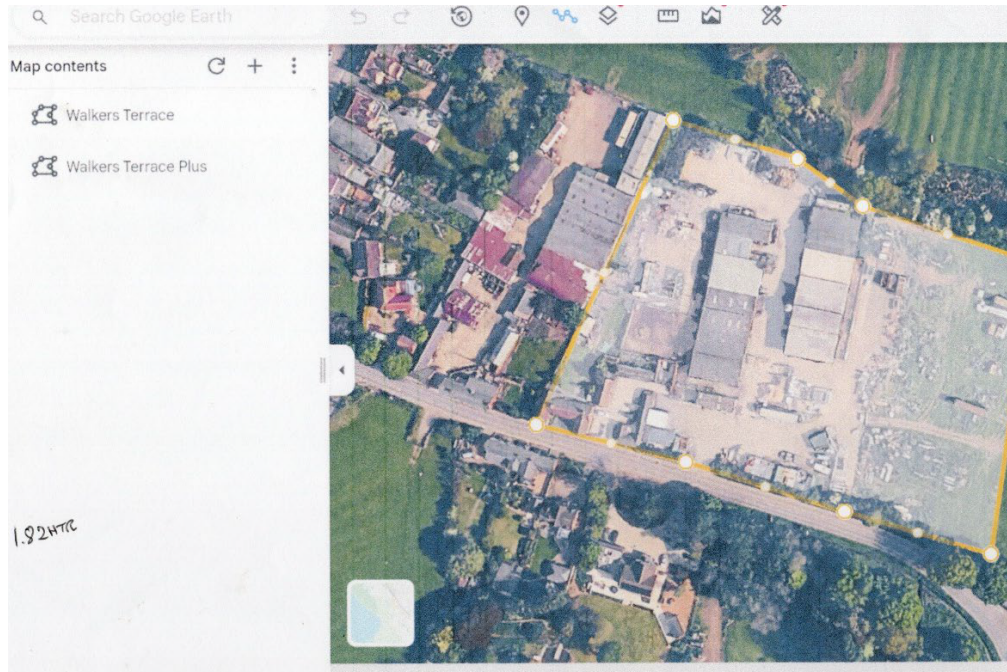 Search Google Earth
Map contents
Walkers Terrace
Walkers Terrace Plus
1.82HTR